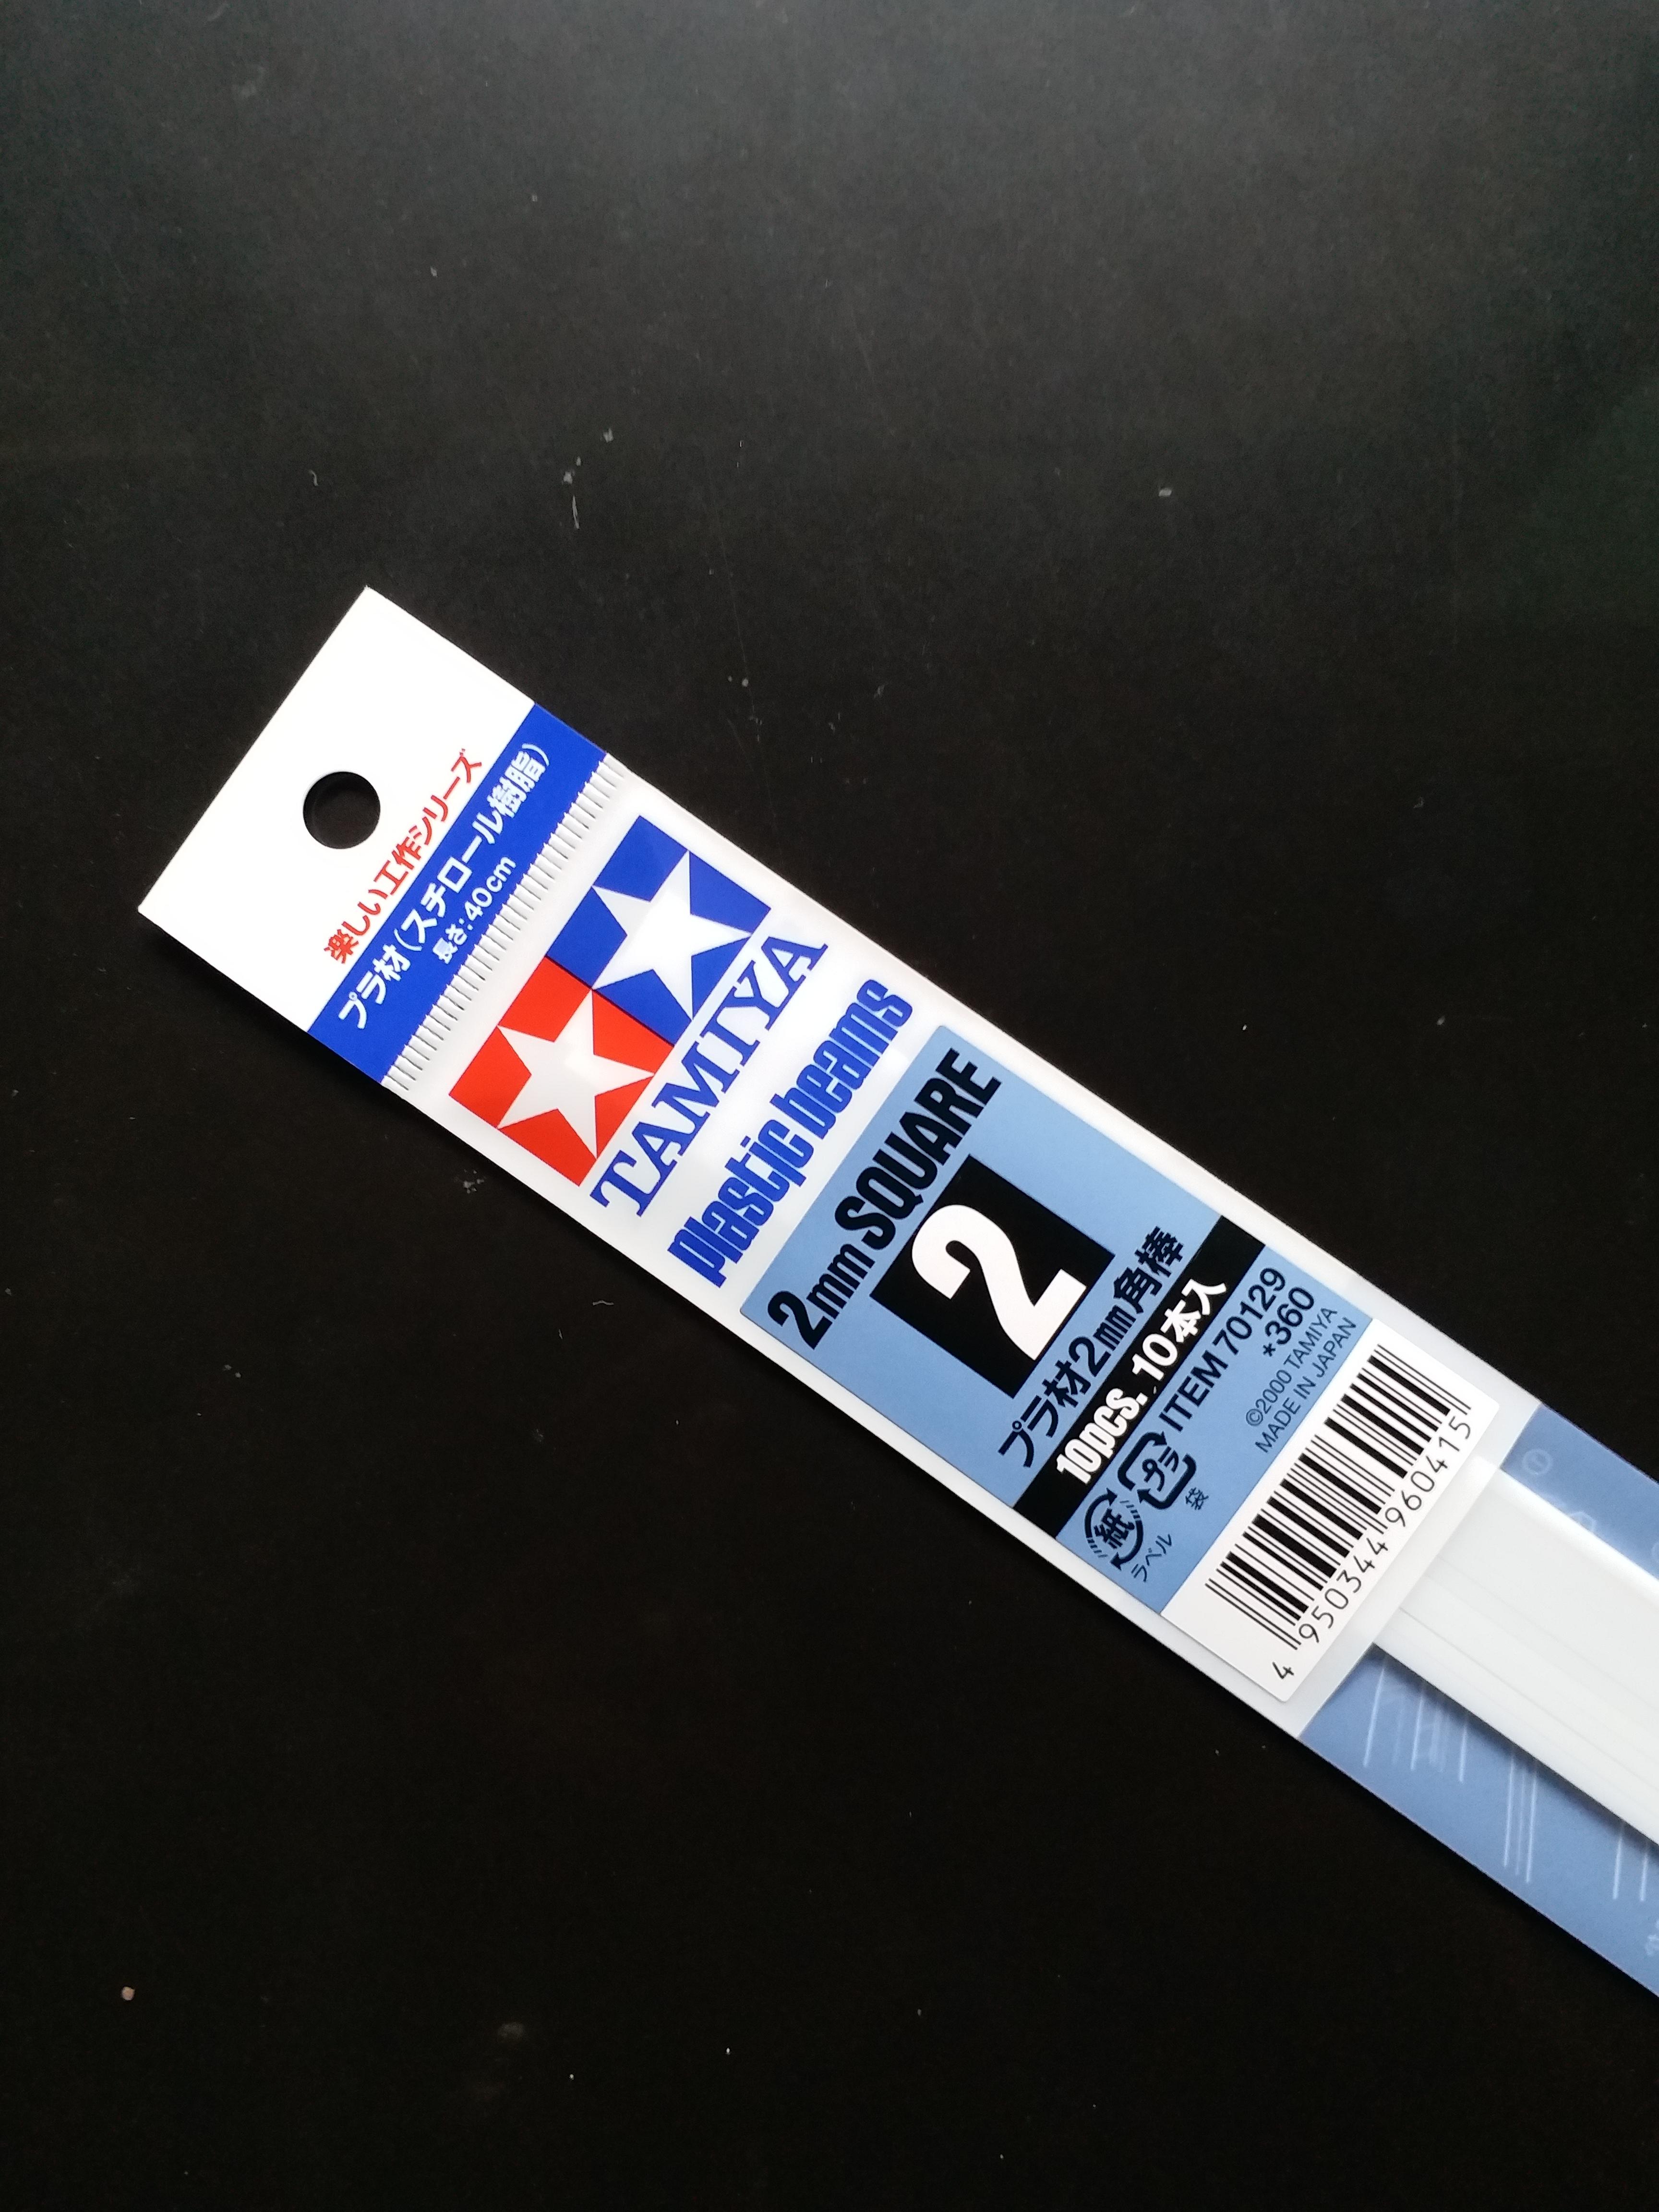 楽しい工作シリーズ
プラ材(スチロール樹脂)
長さ:40cm
TAMIYA
plastic beams
2mm SQUARE
2
プラ材2mm角棒
10pcs. 10本入
紙 プラ ITEM 70129
ラベル 袋 *360
©2000 TAMIYA
MADE IN JAPAN
4 950344 960415